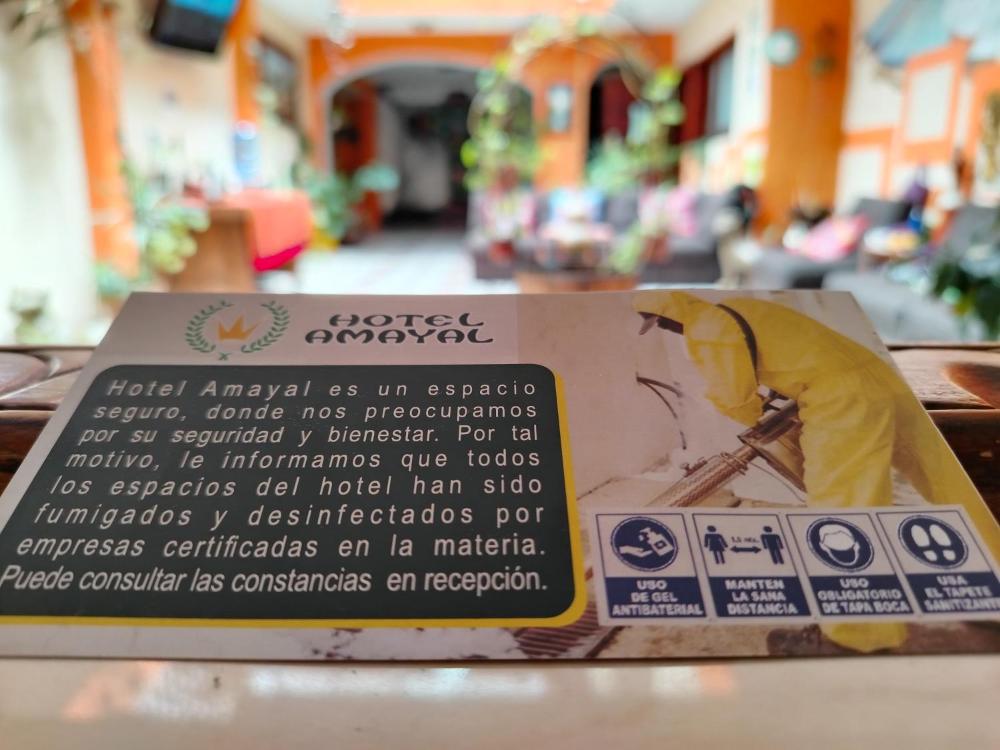 HOTEL
AMAYAL
Hotel Amayal es un espacio
seguro, donde nos preocupamos
por su seguridad y bienestar. Por tal
motivo, le informamos que todos
los espacios del hotel han sido
fumigados y desinfectados por
empresas certificadas en la materia.
Puede consultar las constancias en recepción.
USO
DE GEL
ANTIBATERIAL
1.5 mts.
MANTEN
LA SANA
DISTANCIA
USO
OBLIGATORIO
DE TAPA BOCA
USA
EL TAPETE
SANITIZANTE